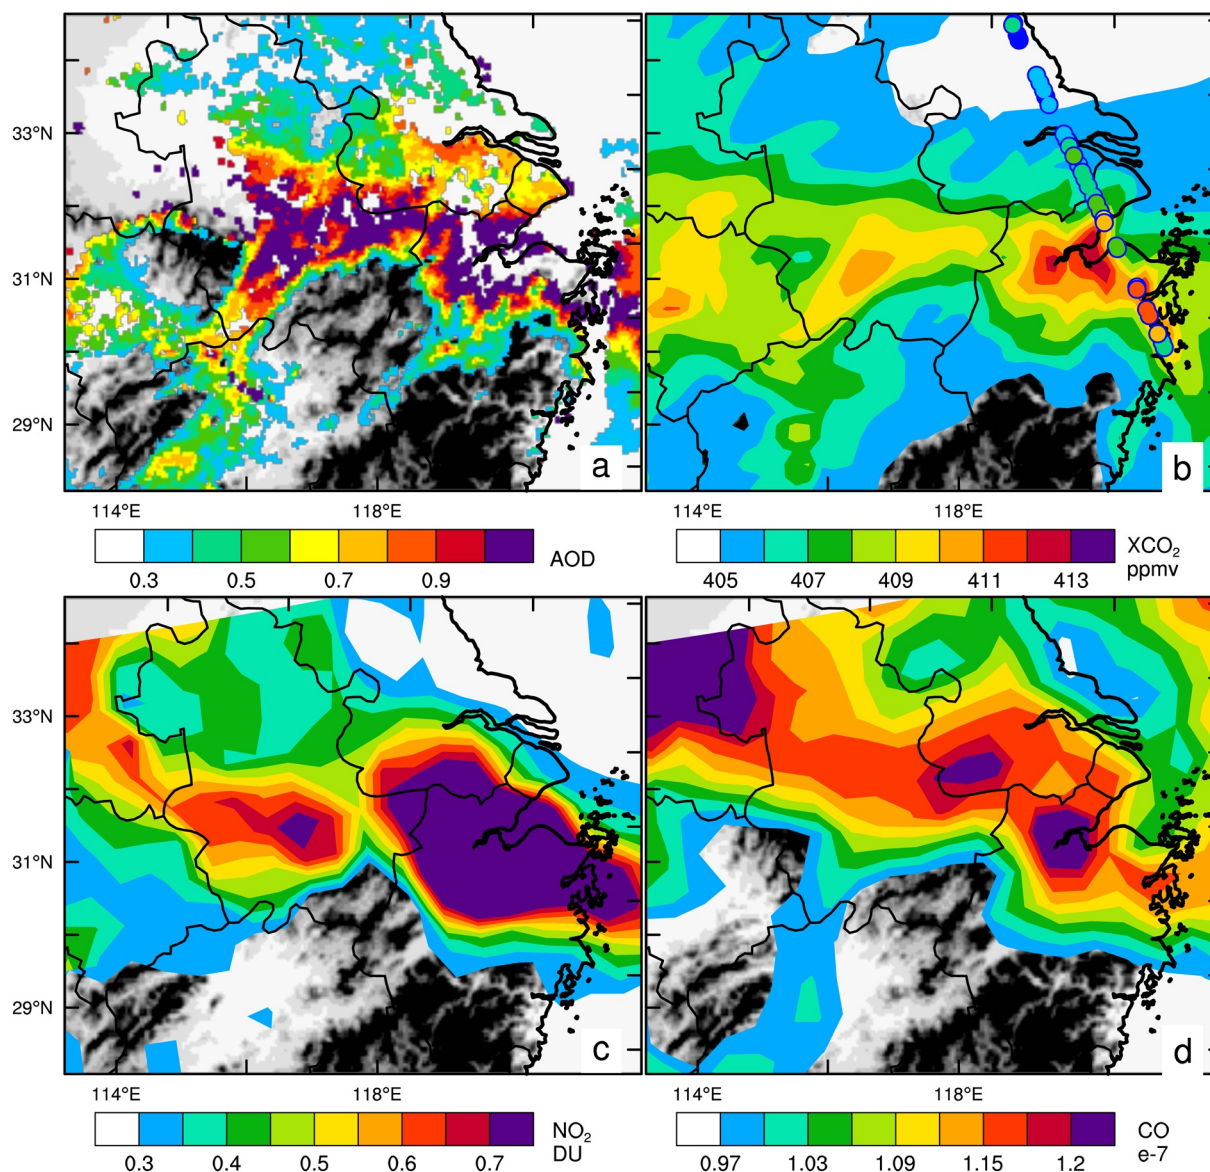 33°N
31°N
29°N
a
b
114°E
118°E
114°E
118°E
0.3 0.5 0.7 0.9
AOD
405 407 409 411 413
XCO₂
ppmv
33°N
31°N
29°N
c
d
114°E
118°E
114°E
118°E
0.3 0.4 0.5 0.6 0.7
NO₂
DU
0.97 1.03 1.09 1.15 1.2
CO
e-7